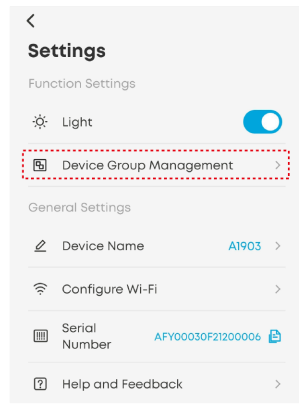 Settings
Function Settings
Light
Device Group Management
General Settings
Device Name A1903
Configure Wi-Fi
Serial
Number AFY00030F21200006
Help and Feedback